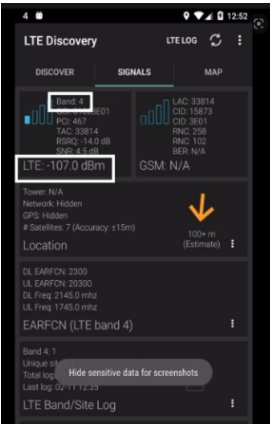 4
12:52
LTE Discovery
LTE LOG
DISCOVER
SIGNALS
MAP
Band: 4
PCI: 467
TAC: 33814
RSRQ: -14.0 dB
SNR: 4.5 dB
LTE: -107.0 dBm
LAC: 33814
CID: 15873
CID: 3E01
RNC: 258
RNC: 102
BER: N/A
GSM: N/A
Tower: N/A
Network: Hidden
GPS: Hidden
# Satellites: 7 (Accuracy: ±15m)
Location
100+ m
(Estimate)
DL EARFCN: 2300
UL EARFCN: 20300
DL Freq: 2145.0 mhz
UL Freq: 1745.0 mhz
EARFCN (LTE band 4)
Band 4: 1
Unique
Total log
Last log: 02-11 12:35
LTE Band/Site Log
Hide sensitive data for screenshots